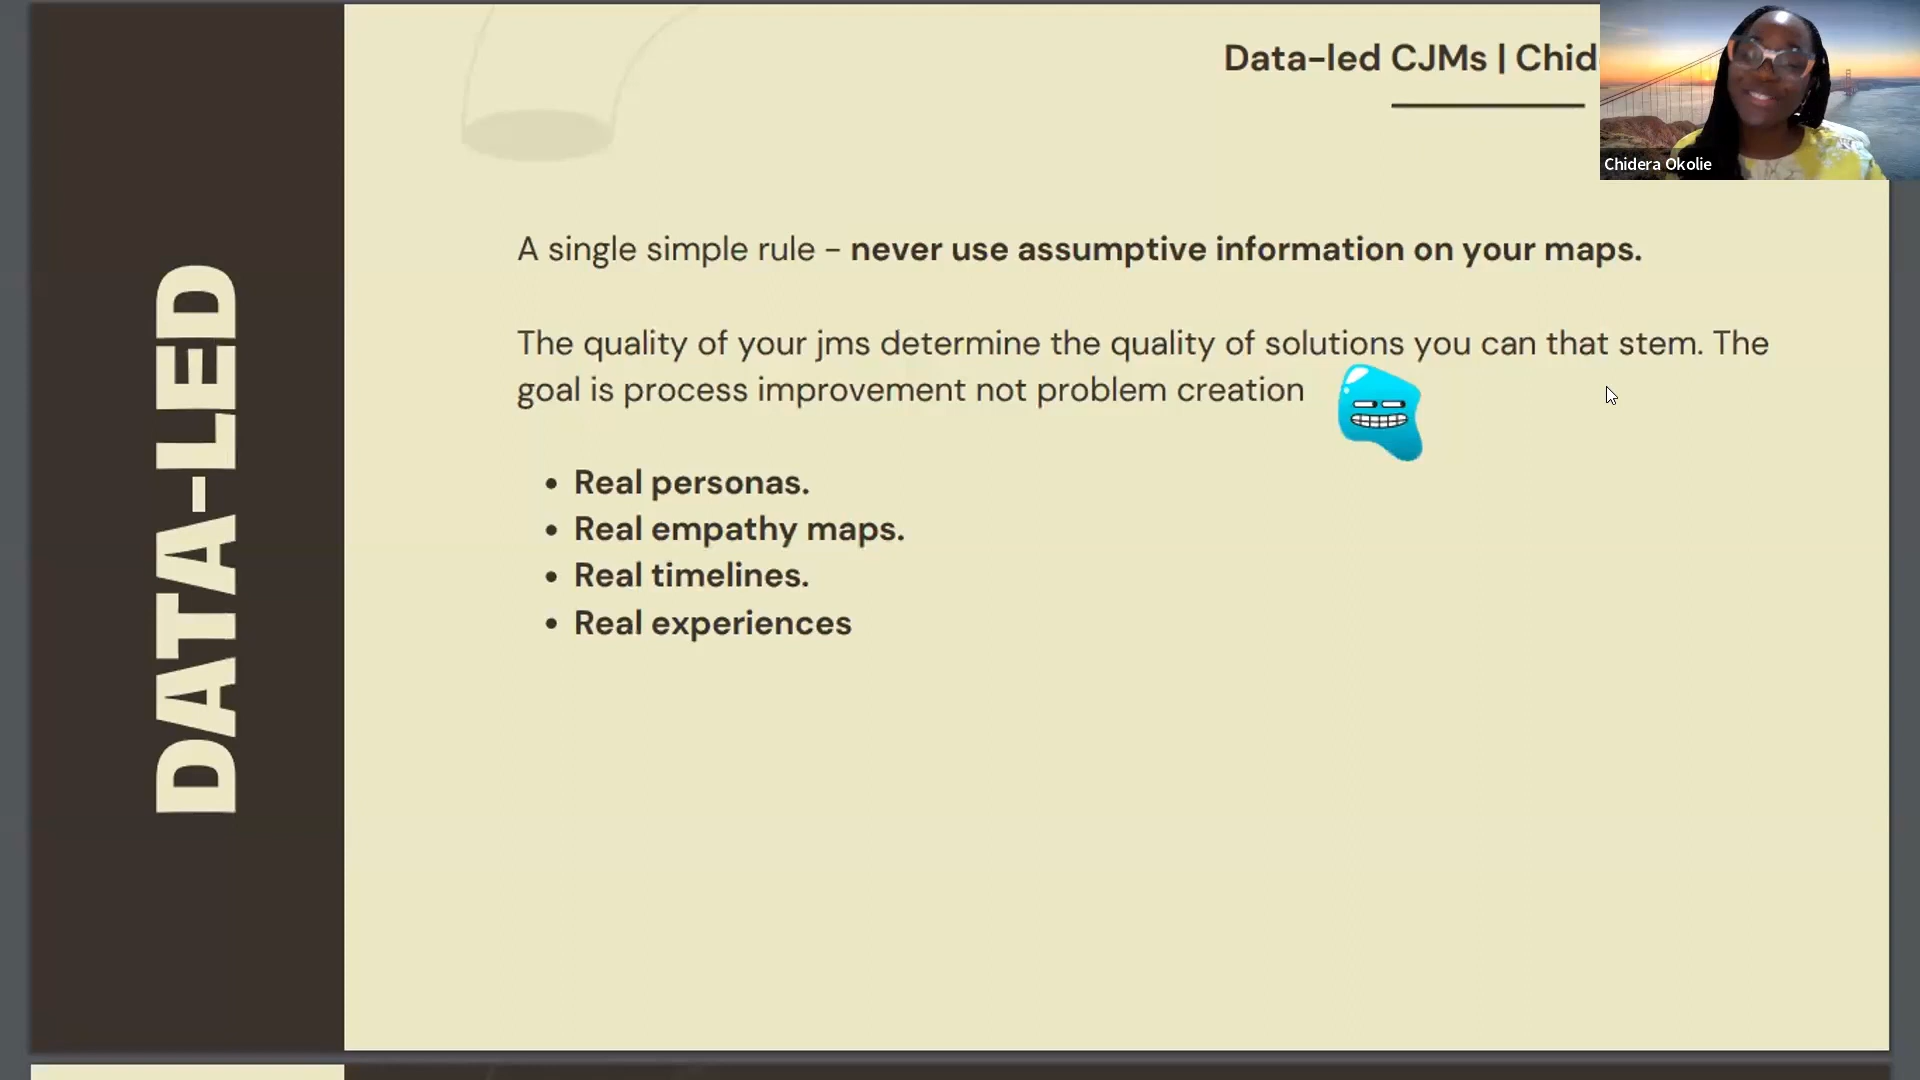 DATA-LED
Data-led CJMs | Chid
Chidera Okolie
A single simple rule - never use assumptive information on your maps.
The quality of your jms determine the quality of solutions you can that stem. The
goal is process improvement not problem creation
• Real personas.
• Real empathy maps.
• Real timelines.
• Real experiences